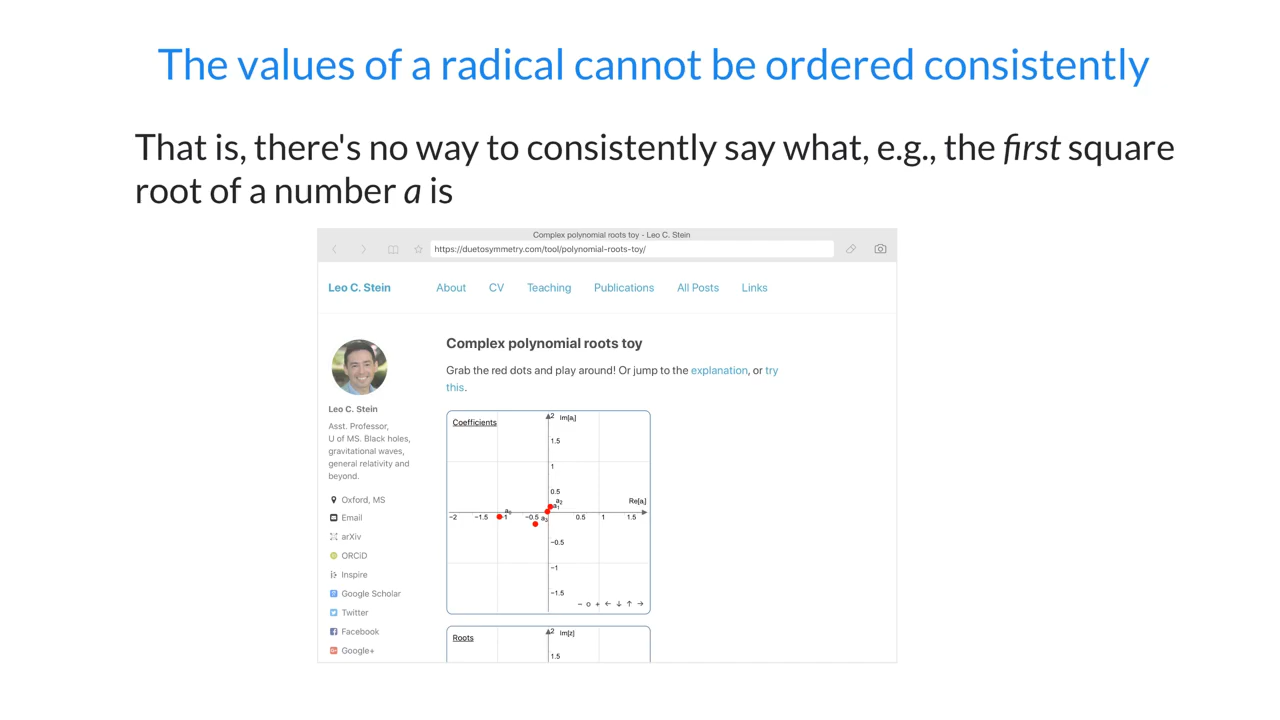 The values of a radical cannot be ordered consistently
That is, there's no way to consistently say what, e.g., the first square
root of a number a is
Complex polynomial roots toy - Leo C. Stein
https://duetosymmetry.com/tool/polynomial-roots-toy/
Leo C. Stein About CV Teaching Publications All Posts Links
Complex polynomial roots toy
Grab the red dots and play around! Or jump to the explanation, or try
this.
Leo C. Stein
Asst. Professor,
U of MS. Black holes,
gravitational waves,
general relativity and
beyond.
Oxford, MS
Email
arXiv
ORCiD
Inspire
Google Scholar
Twitter
Facebook
Google+
Coefficients
2 Im[aᵢ]
1.5
1
0.5
a₂
a₁
Re[aᵢ]
a₀
−2 −1.5 1 −0.5 a₃ 0.5 1 1.5
−0.5
−1
−1.5
− o + ← ↓ ↑ →
Roots
2 Im[z]
1.5